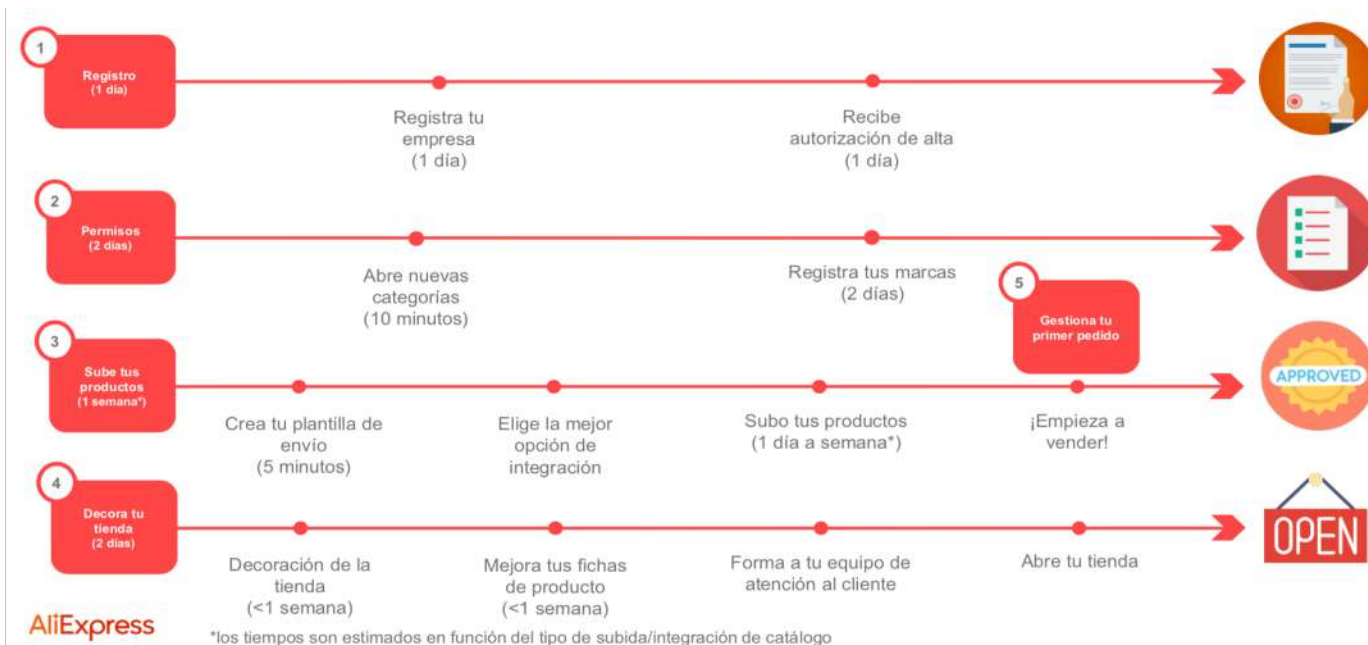 1
Registro
(1 día)
Registra tu
empresa
(1 día)
Recibe
autorización de alta
(1 día)
2
Permisos
(2 días)
Abre nuevas
categorías
(10 minutos)
Registra tus marcas
(2 días)
5
Gestiona tu
primer pedido
3
Sube tus
productos
(1 semana*)
Crea tu plantilla de
envío
(5 minutos)
Elige la mejor
opción de
integración
Subo tus productos
(1 día a semana*)
¡Empieza a
vender!
APPROVED
4
Decora tu
tienda
(2 días)
Decoración de la
tienda
(<1 semana)
Mejora tus fichas
de producto
(<1 semana)
Forma a tu equipo de
atención al cliente
Abre tu tienda
OPEN
AliExpress
*los tiempos son estimados en función del tipo de subida/integración de catálogo